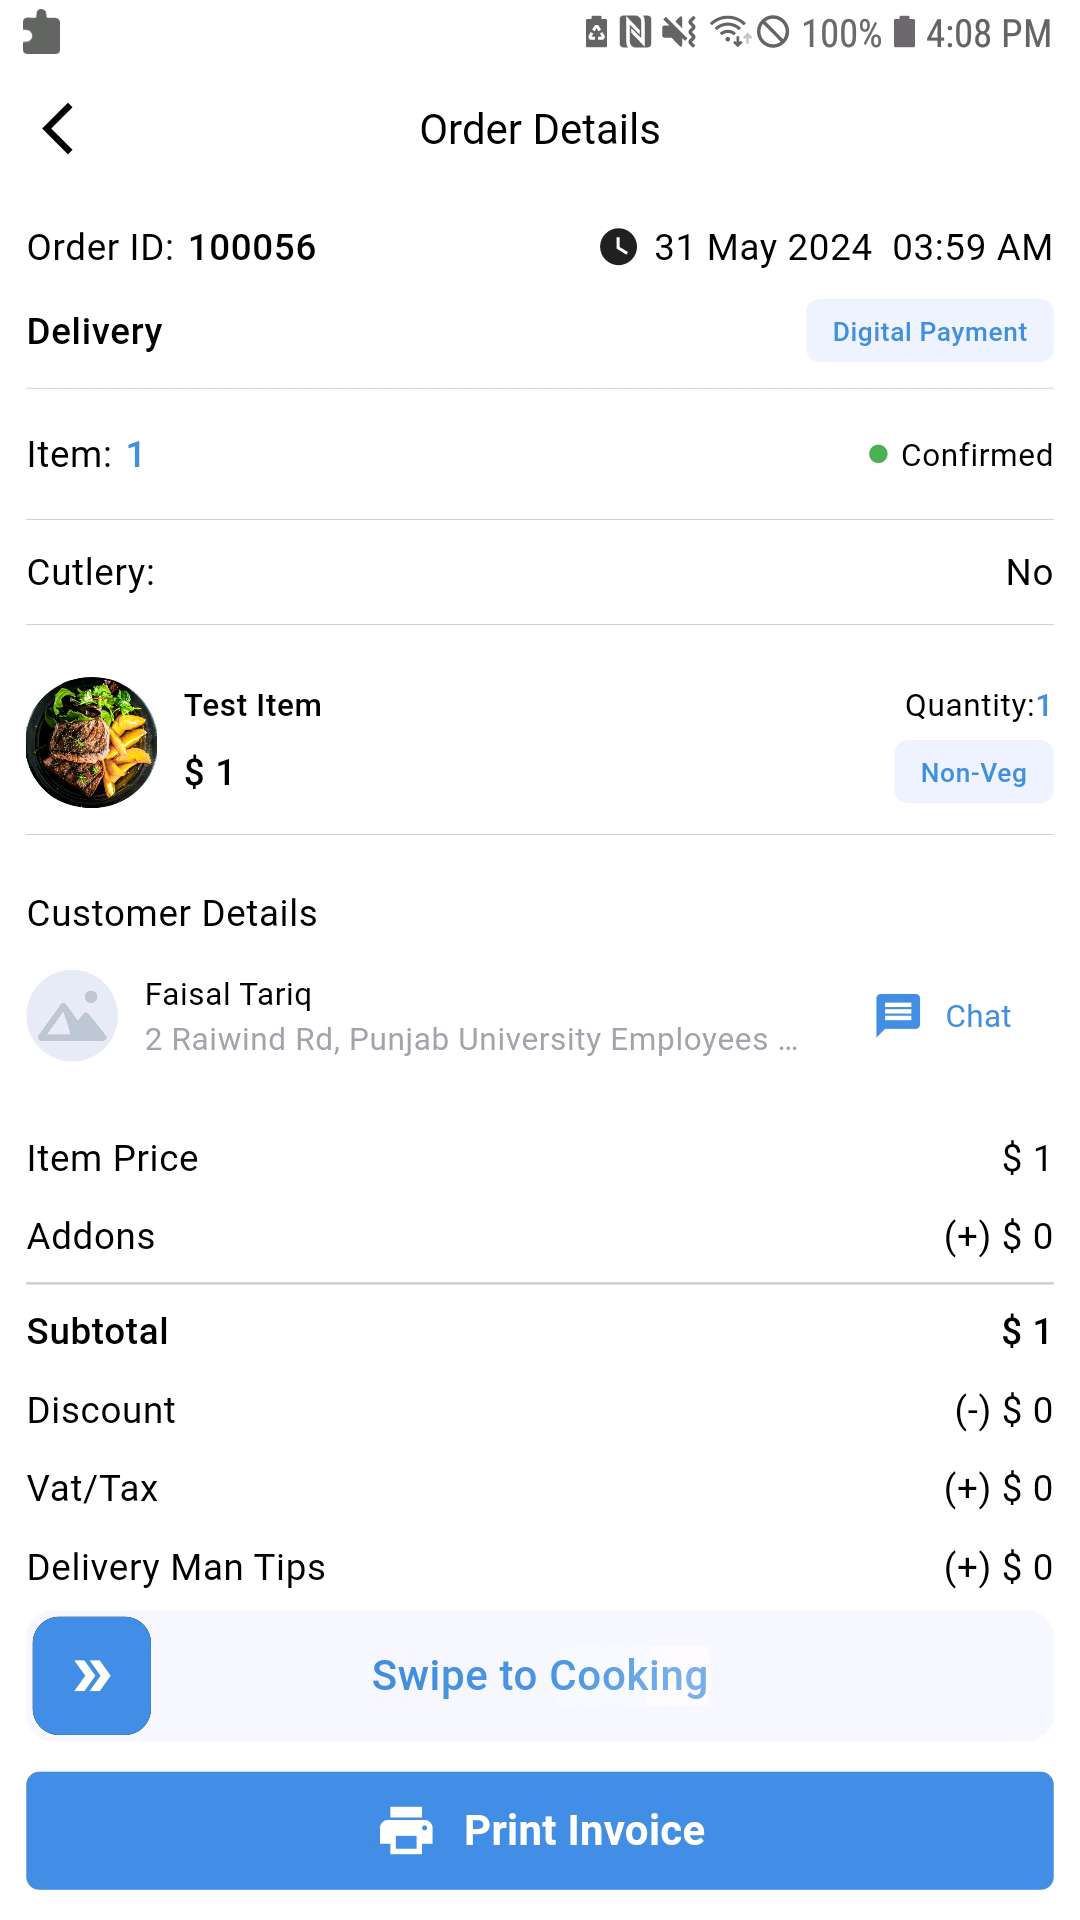 100% 4:08 PM
Order Details
Order ID: 100056 31 May 2024 03:59 AM
Delivery Digital Payment
Item: 1 Confirmed
Cutlery: No
Test Item Quantity:1
$ 1 Non-Veg
Customer Details
Faisal Tariq
2 Raiwind Rd, Punjab University Employees ...
Chat
Item Price $ 1
Addons (+) $ 0
Subtotal $ 1
Discount (-) $ 0
Vat/Tax (+) $ 0
Delivery Man Tips (+) $ 0
Swipe to Cooking
Print Invoice